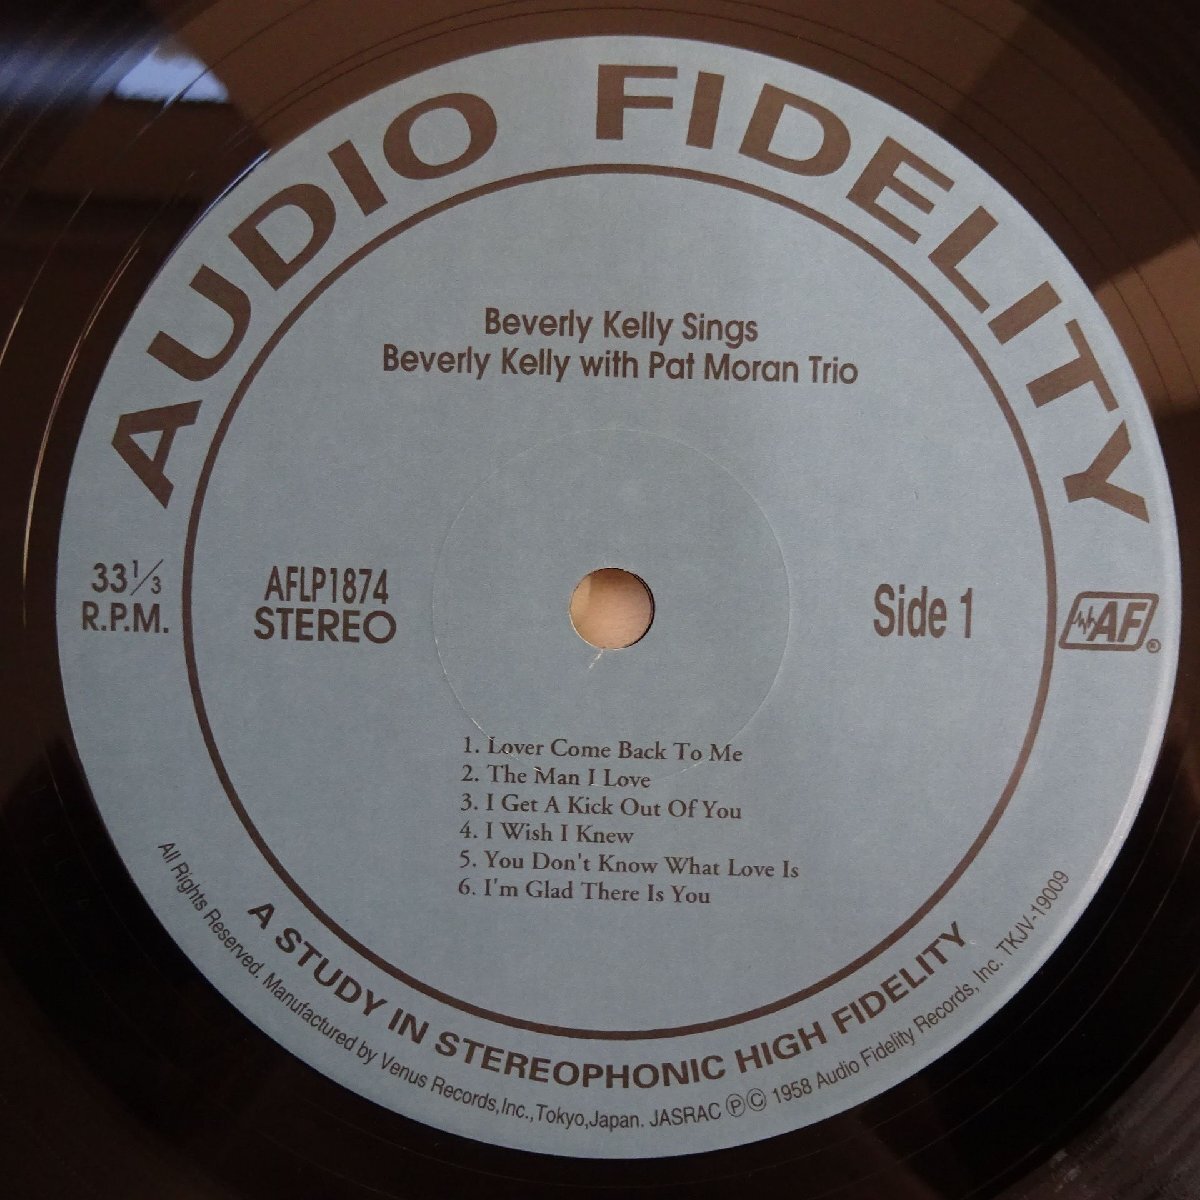 AUDIO FIDELITY
Beverly Kelly Sings
Beverly Kelly with Pat Moran Trio
33 1/3
R.P.M.
AFLP1874
STEREO
Side 1
AF®
1. Lover Come Back To Me
2. The Man I Love
3. I Get A Kick Out Of You
4. I Wish I Knew
5. You Don't Know What Love Is
6. I'm Glad There Is You
A STUDY IN STEREOPHONIC HIGH FIDELITY
All Rights Reserved. Manufactured by Venus Records,Inc.,Tokyo,Japan. JASRAC ℗© 1958 Audio Fidelity Records, Inc. TKJV-19009